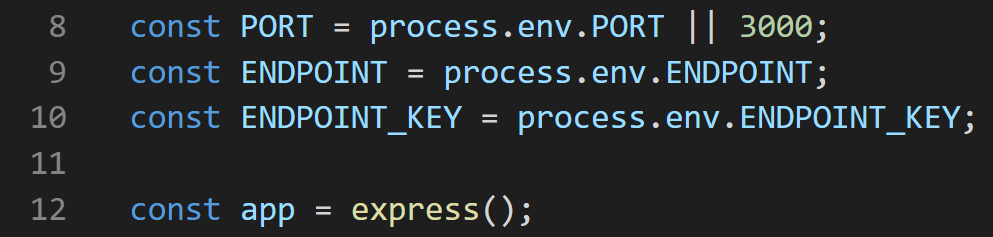 8 const PORT = process.env.PORT || 3000;
9 const ENDPOINT = process.env.ENDPOINT;
10 const ENDPOINT_KEY = process.env.ENDPOINT_KEY;
11
12 const app = express();